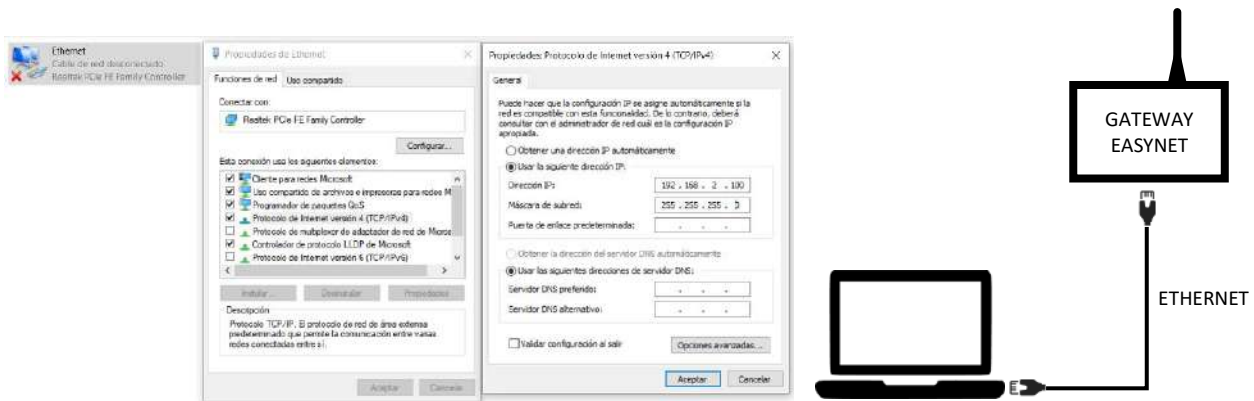 Ethernet
Cable de red desconectado
Realtek PCIe FE Family Controller
Propiedades de Ethernet
Funciones de red
Uso compartido
Conectar con:
Realtek PCIe FE Family Controller
Configurar...
Esta conexión usa los siguientes elementos:
Cliente para redes Microsoft
Uso compartido de archivos e impresoras para redes M
Programador de paquetes QoS
Protocolo de Internet versión 4 (TCP/IPv4)
Protocolo de multiplexor de adaptador de red de Micros
Controlador de protocolo LLDP de Microsoft
Protocolo de Internet versión 6 (TCP/IPv6)
Instalar...
Desinstalar
Propiedades
Descripción
Protocolo TCP/IP. El protocolo de red de área extensa
predeterminado que permite la comunicación entre varias
redes conectadas entre sí.
Aceptar
Cancelar
Propiedades: Protocolo de Internet versión 4 (TCP/IPv4)
General
Puede hacer que la configuración IP se asigne automáticamente si la
red es compatible con esta funcionalidad. De lo contrario, deberá
consultar con el administrador de red cuál es la configuración IP
apropiada.
Obtener una dirección IP automáticamente
Usar la siguiente dirección IP:
Dirección IP:
192 . 168 . 2 . 100
Máscara de subred:
255 . 255 . 255 . 0
Puerta de enlace predeterminada:
Obtener la dirección del servidor DNS automáticamente
Usar las siguientes direcciones de servidor DNS:
Servidor DNS preferido:
Servidor DNS alternativo:
Validar configuración al salir
Opciones avanzadas...
Aceptar
Cancelar
GATEWAY
EASYNET
ETHERNET